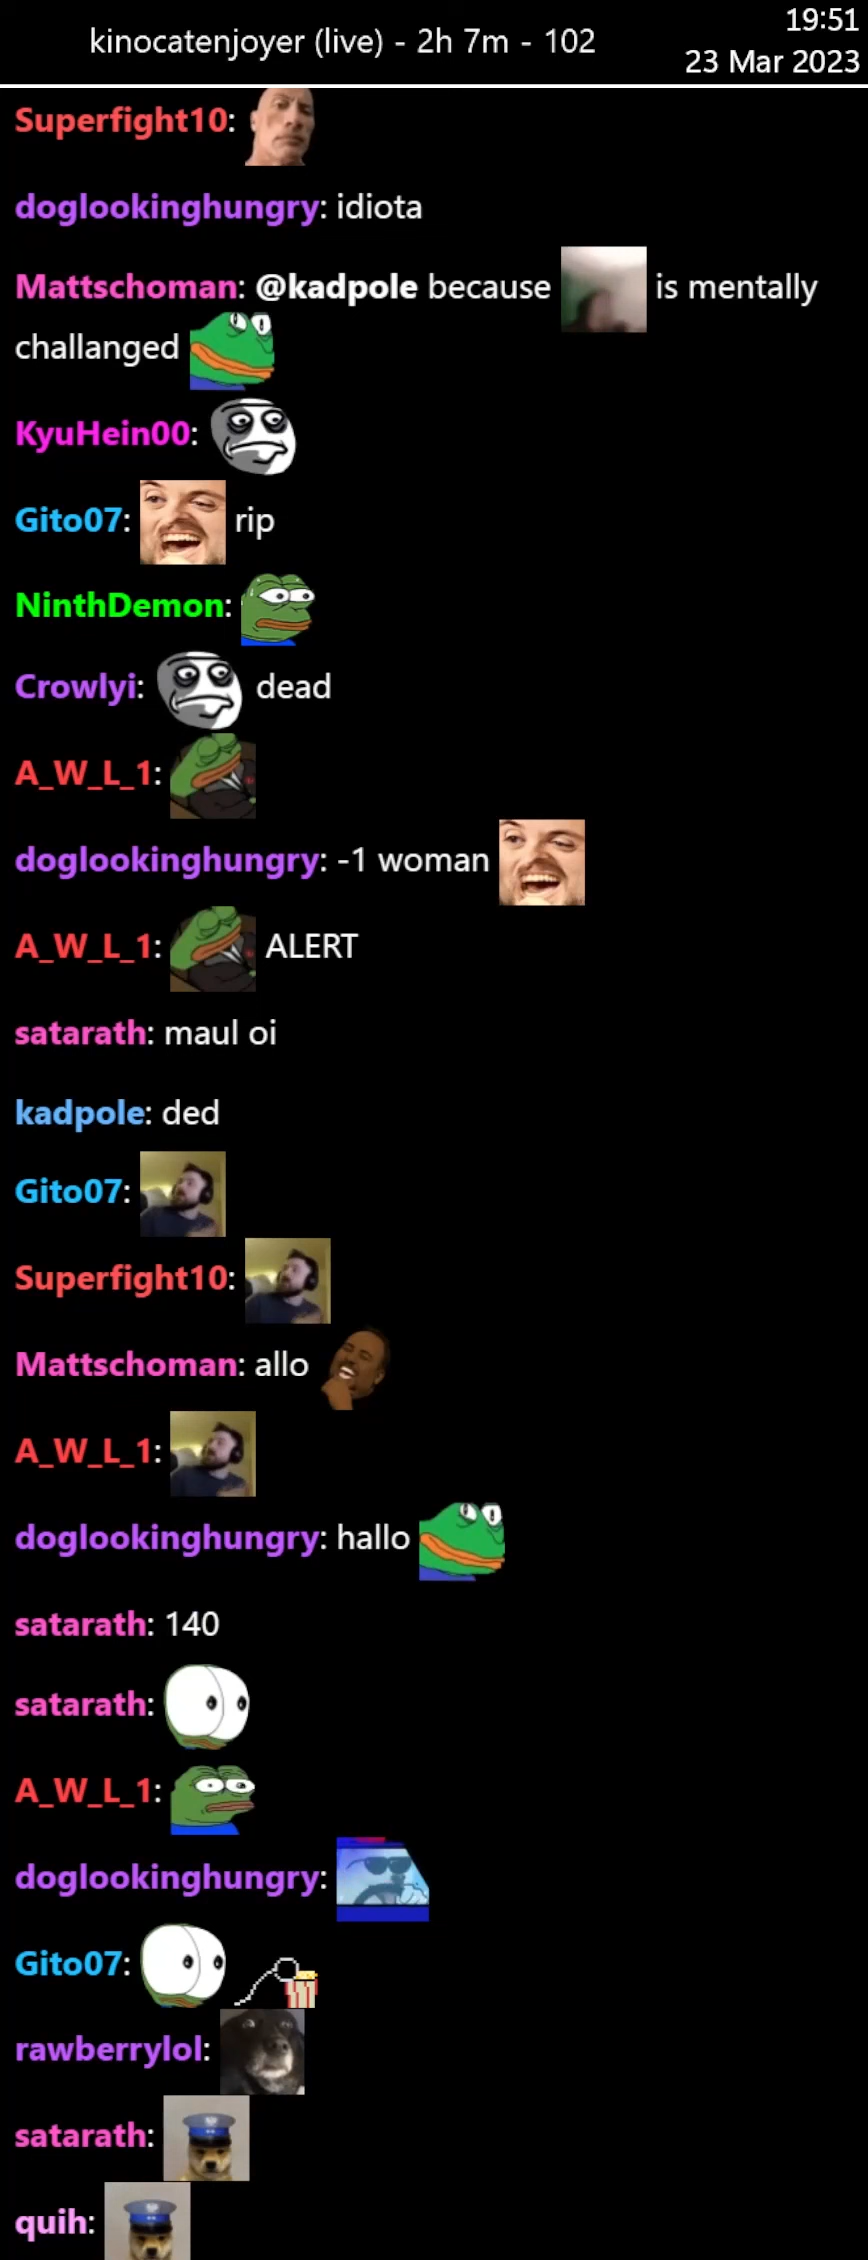 19:51
kinocatenjoyer (live) - 2h 7m - 102
23 Mar 2023
Superfight10:
doglookinghungry: idiota
Mattschoman: @kadpole because is mentally
challanged
KyuHein00:
Gito07: rip
NinthDemon:
Crowlyi: dead
A_W_L_1:
doglookinghungry: -1 woman
A_W_L_1: ALERT
satarath: maul oi
kadpole: ded
Gito07:
Superfight10:
Mattschoman: allo
A_W_L_1:
doglookinghungry: hallo
satarath: 140
satarath:
A_W_L_1:
doglookinghungry:
Gito07:
rawberrylol:
satarath:
quih: